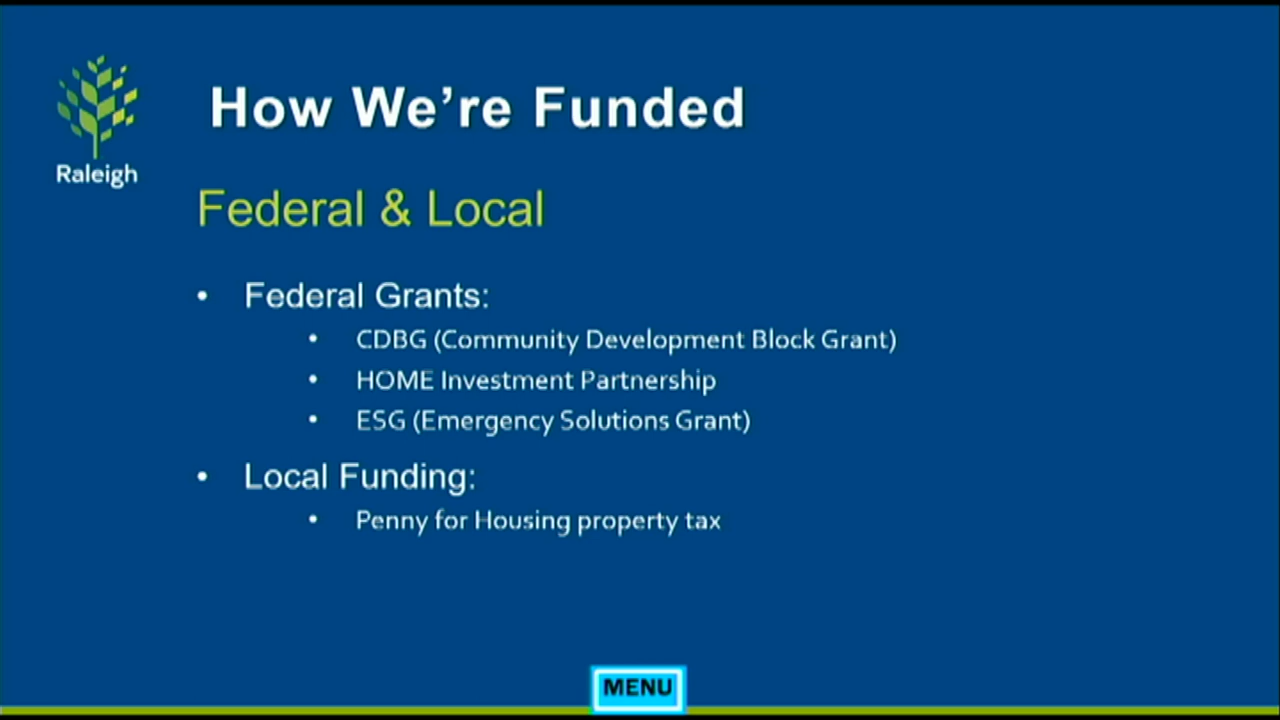 How We're Funded
Raleigh
Federal & Local
• Federal Grants:
• CDBG (Community Development Block Grant)
• HOME Investment Partnership
• ESG (Emergency Solutions Grant)
• Local Funding:
• Penny for Housing property tax
MENU